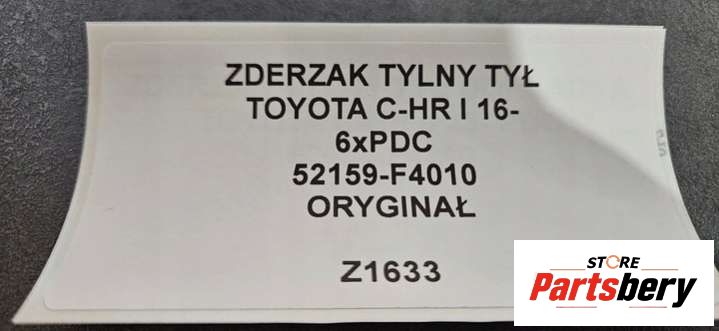 ZDERZAK TYLNY TYŁ
TOYOTA C-HR I 16-
6xPDC
52159-F4010
ORYGINAŁ
Z1633
STORE
Partsbery